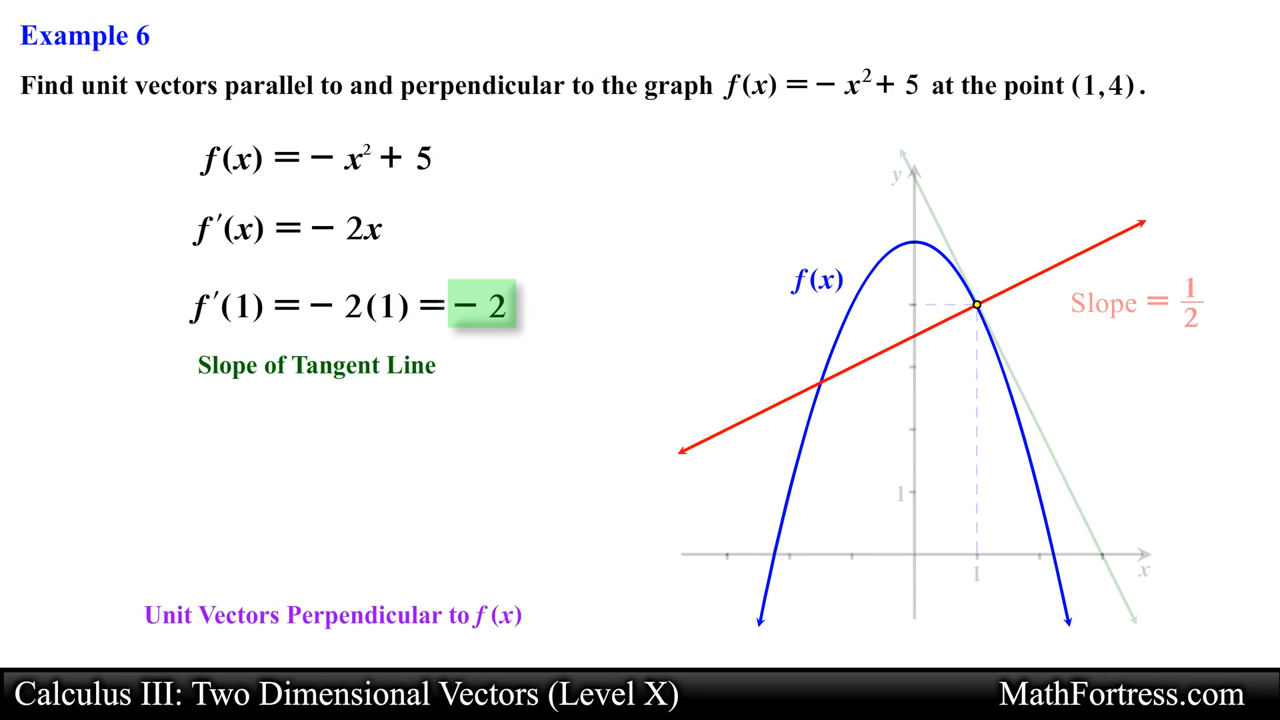 Example 6
Find unit vectors parallel to and perpendicular to the graph f(x) = − x² + 5 at the point (1,4).
f(x) = − x² + 5
f′(x) = − 2x
f′(1) = − 2(1) = − 2
Slope of Tangent Line
y
f(x)
Slope = 1/2
1
1
x
Unit Vectors Perpendicular to f (x)
Calculus III: Two Dimensional Vectors (Level X)
MathFortress.com